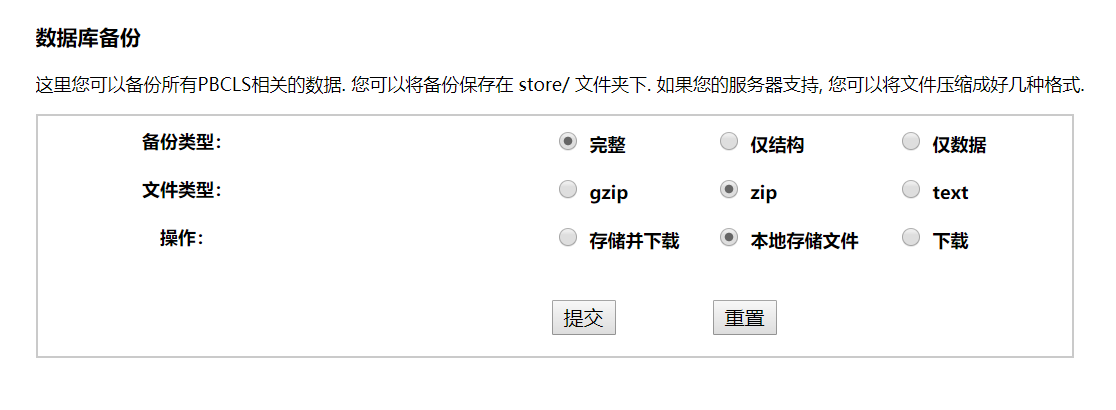 数据库备份
这里您可以备份所有PBCLS相关的数据. 您可以将备份保存在 store/ 文件夹下. 如果您的服务器支持, 您可以将文件压缩成好几种格式.
备份类型： 完整 仅结构 仅数据
文件类型： gzip zip text
操作： 存储并下载 本地存储文件 下载
提交 重置